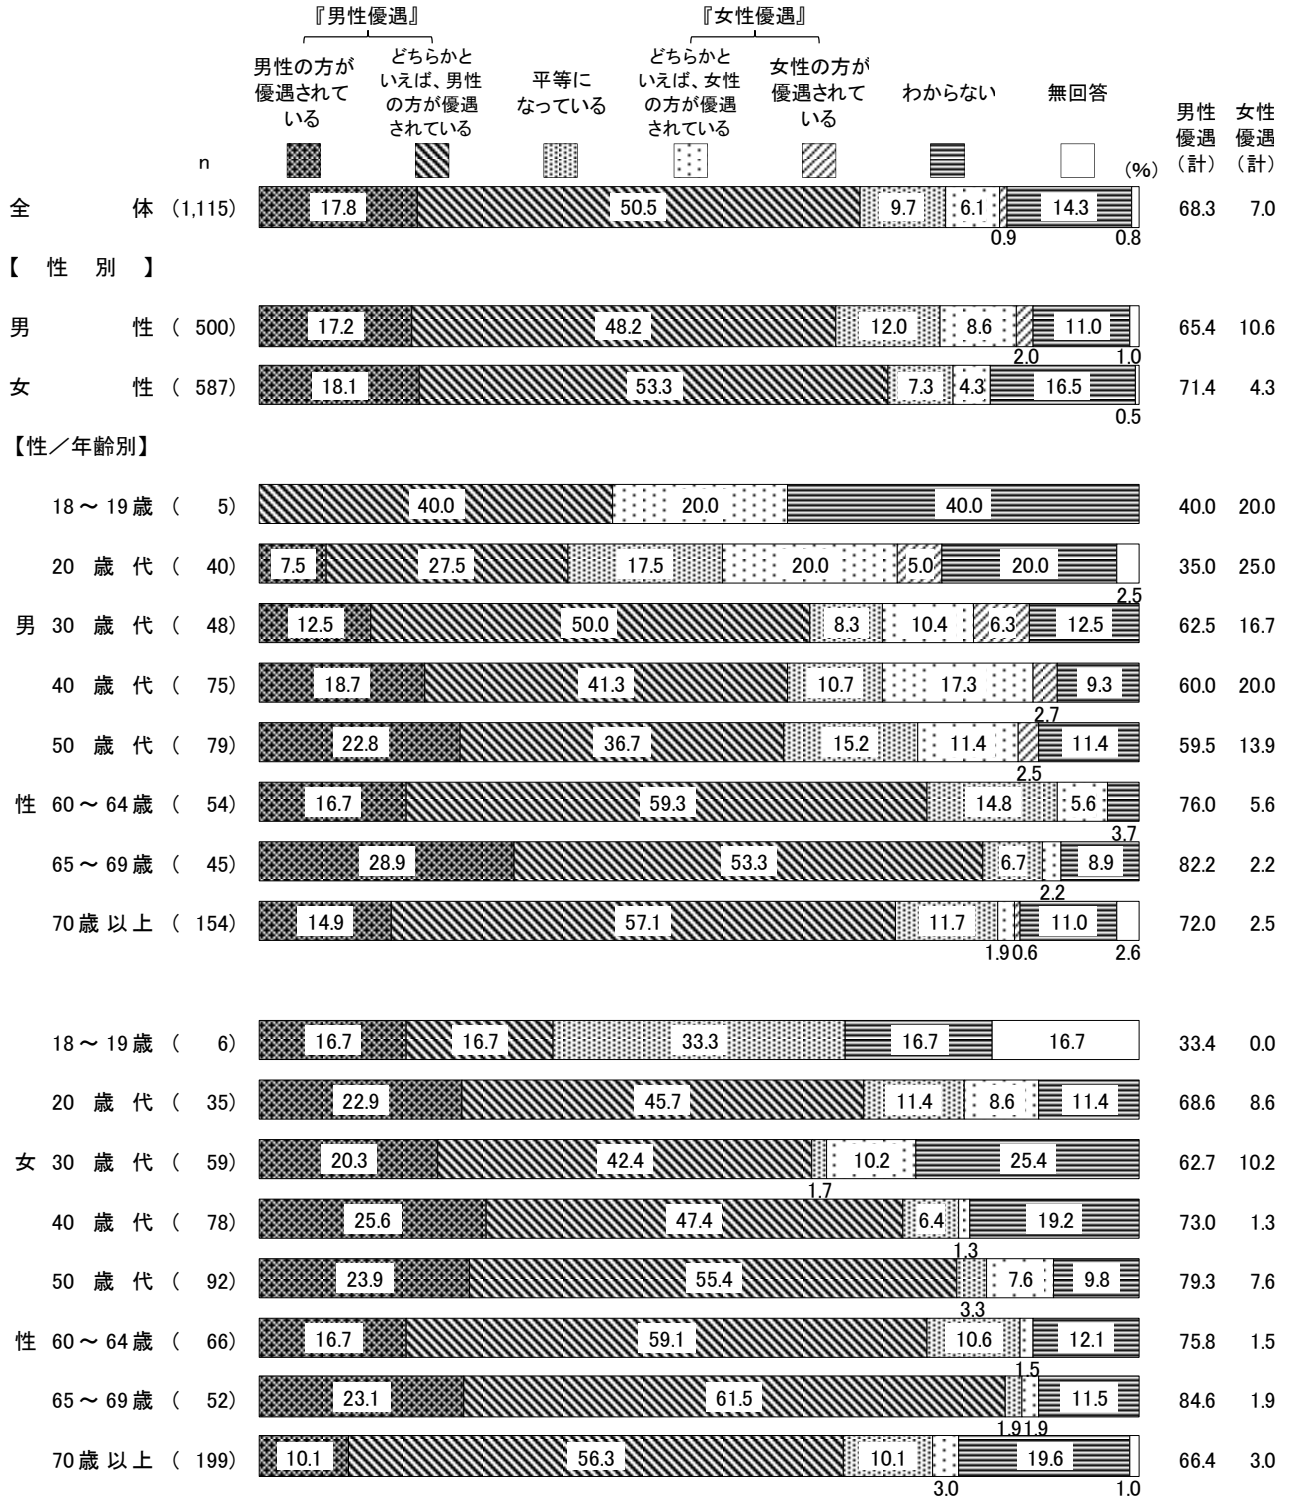 『男性優遇』 『女性優遇』
男性の方が優遇されている
どちらかといえば、男性の方が優遇されている
平等になっている
どちらかといえば、女性の方が優遇されている
女性の方が優遇されている
わからない
無回答
男性優遇（計）
女性優遇（計）
n
(%)
全体 (1,115) 17.8 50.5 9.7 6.1 0.9 14.3 0.8 68.3 7.0
【性別】
男性 ( 500) 17.2 48.2 12.0 8.6 2.0 11.0 1.0 65.4 10.6
女性 ( 587) 18.1 53.3 7.3 4.3 16.5 0.5 71.4 4.3
【性／年齢別】
男性
18～19歳 ( 5) 40.0 20.0 40.0 40.0 20.0
20歳代 ( 40) 7.5 27.5 17.5 20.0 5.0 20.0 2.5 35.0 25.0
30歳代 ( 48) 12.5 50.0 8.3 10.4 6.3 12.5 62.5 16.7
40歳代 ( 75) 18.7 41.3 10.7 17.3 2.7 9.3 60.0 20.0
50歳代 ( 79) 22.8 36.7 15.2 11.4 2.5 11.4 59.5 13.9
60～64歳 ( 54) 16.7 59.3 14.8 5.6 3.7 76.0 5.6
65～69歳 ( 45) 28.9 53.3 6.7 2.2 8.9 82.2 2.2
70歳以上 ( 154) 14.9 57.1 11.7 1.9 0.6 11.0 2.6 72.0 2.5
女性
18～19歳 ( 6) 16.7 16.7 33.3 16.7 16.7 33.4 0.0
20歳代 ( 35) 22.9 45.7 11.4 8.6 11.4 68.6 8.6
30歳代 ( 59) 20.3 42.4 1.7 10.2 25.4 62.7 10.2
40歳代 ( 78) 25.6 47.4 6.4 1.3 19.2 73.0 1.3
50歳代 ( 92) 23.9 55.4 3.3 7.6 9.8 79.3 7.6
60～64歳 ( 66) 16.7 59.1 10.6 1.5 12.1 75.8 1.5
65～69歳 ( 52) 23.1 61.5 1.9 1.9 11.5 84.6 1.9
70歳以上 ( 199) 10.1 56.3 10.1 3.0 19.6 1.0 66.4 3.0